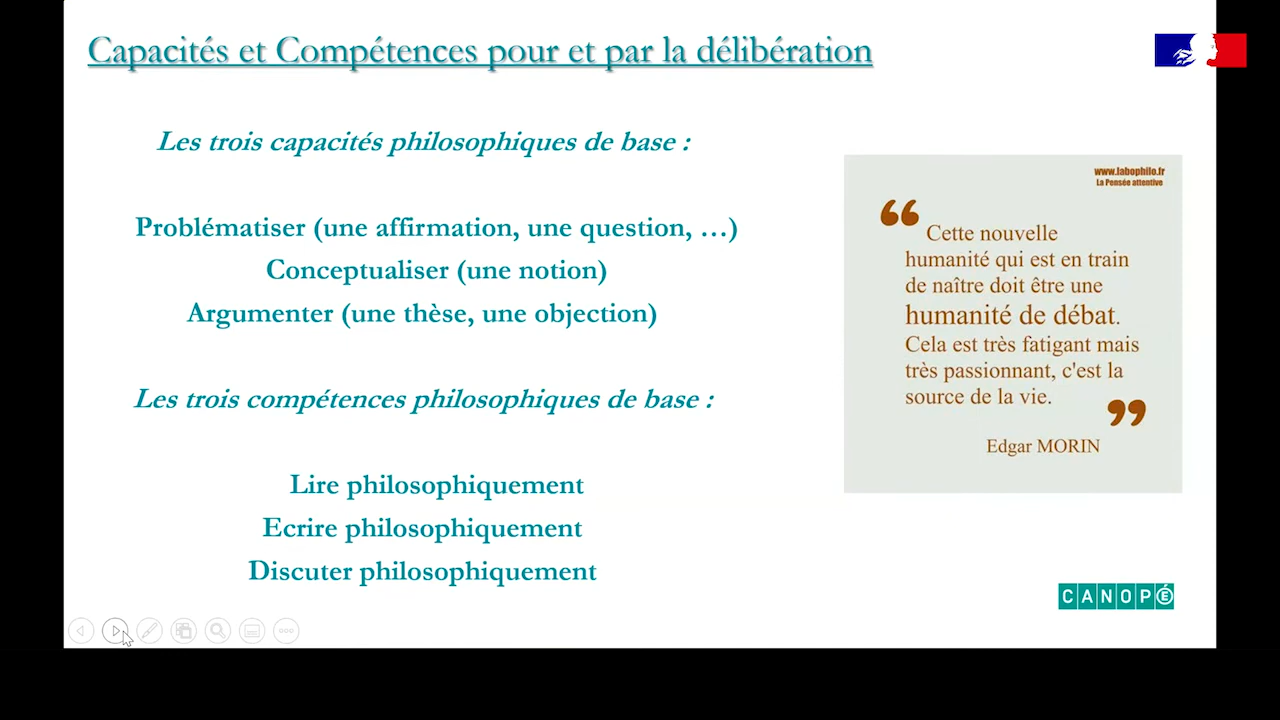 Capacités et Compétences pour et par la délibération
Les trois capacités philosophiques de base :
Problématiser (une affirmation, une question, …)
Conceptualiser (une notion)
Argumenter (une thèse, une objection)
Les trois compétences philosophiques de base :
Lire philosophiquement
Ecrire philosophiquement
Discuter philosophiquement
www.labophilo.fr
La Pensée attentive
“ Cette nouvelle
humanité qui est en train
de naître doit être une
humanité de débat.
Cela est très fatigant mais
très passionnant, c'est la
source de la vie. ”
Edgar MORIN
CANOPÉ